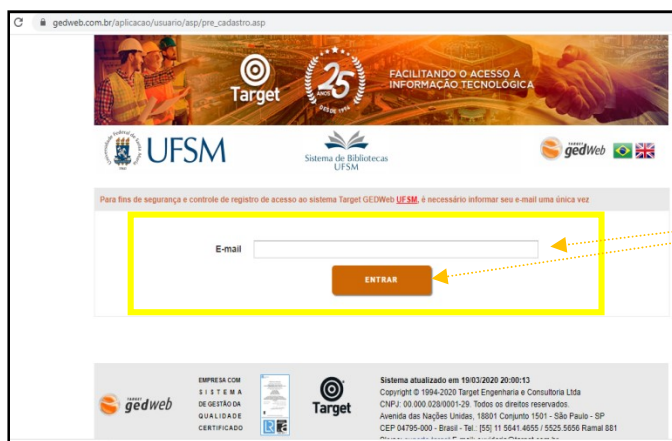 gedweb.com.br/aplicacao/usuario/asp/pre_cadastro.asp
Target
25
ANOS
DESDE 1994
FACILITANDO O ACESSO À
INFORMAÇÃO TECNOLÓGICA
UFSM
Sistema de Bibliotecas
UFSM
TARGET
gedWeb
Para fins de segurança e controle de registro de acesso ao sistema Target GEDWeb UFSM, é necessário informar seu e-mail uma única vez
E-mail
ENTRAR
TARGET
gedWeb
EMPRESA COM
SISTEMA
DE GESTÃO DA
QUALIDADE
CERTIFICADO
Target
Sistema atualizado em 19/03/2020 20:00:13
Copyright © 1994-2020 Target Engenharia e Consultoria Ltda
CNPJ: 00.000.028/0001-29. Todos os direitos reservados.
Avenida das Nações Unidas, 18801 Conjunto 1501 - São Paulo - SP
CEP 04795-000 - Brasil - Tel.: [55] 11 5641.4655 / 5525.5656 Ramal 881